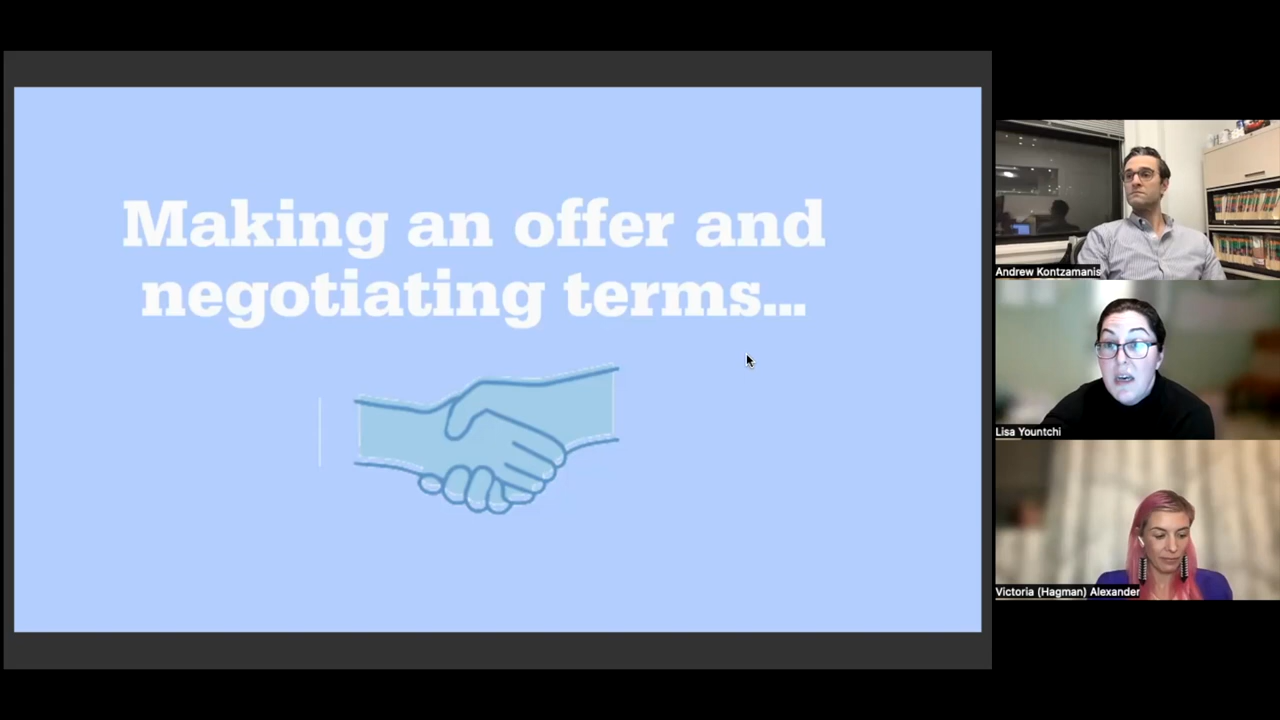 Making an offer and
negotiating terms...
Andrew Kontzamanis
Lisa Yountchi
Victoria (Hagman) Alexander